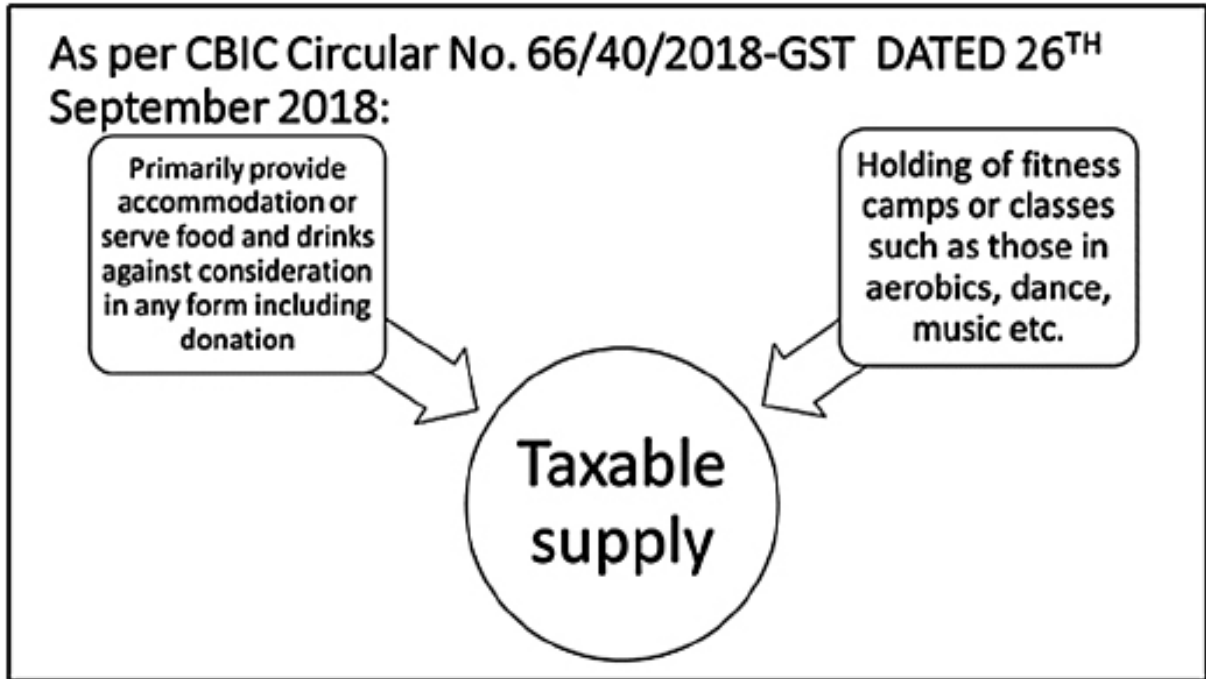 As per CBIC Circular No. 66/40/2018-GST DATED 26TH
September 2018:
Primarily provide
accommodation or
serve food and drinks
against consideration
in any form including
donation
Holding of fitness
camps or classes
such as those in
aerobics, dance,
music etc.
Taxable
supply